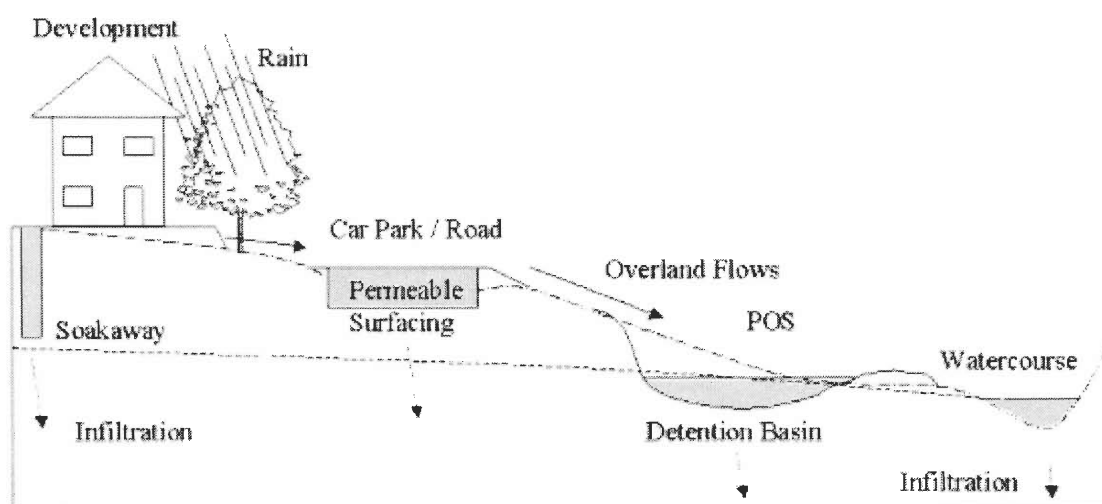 Development
Rain
Car Park / Road
Overland Flows
Permeable
Surfacing
POS
Soakaway
Watercourse
Infiltration
Detention Basin
Infiltration